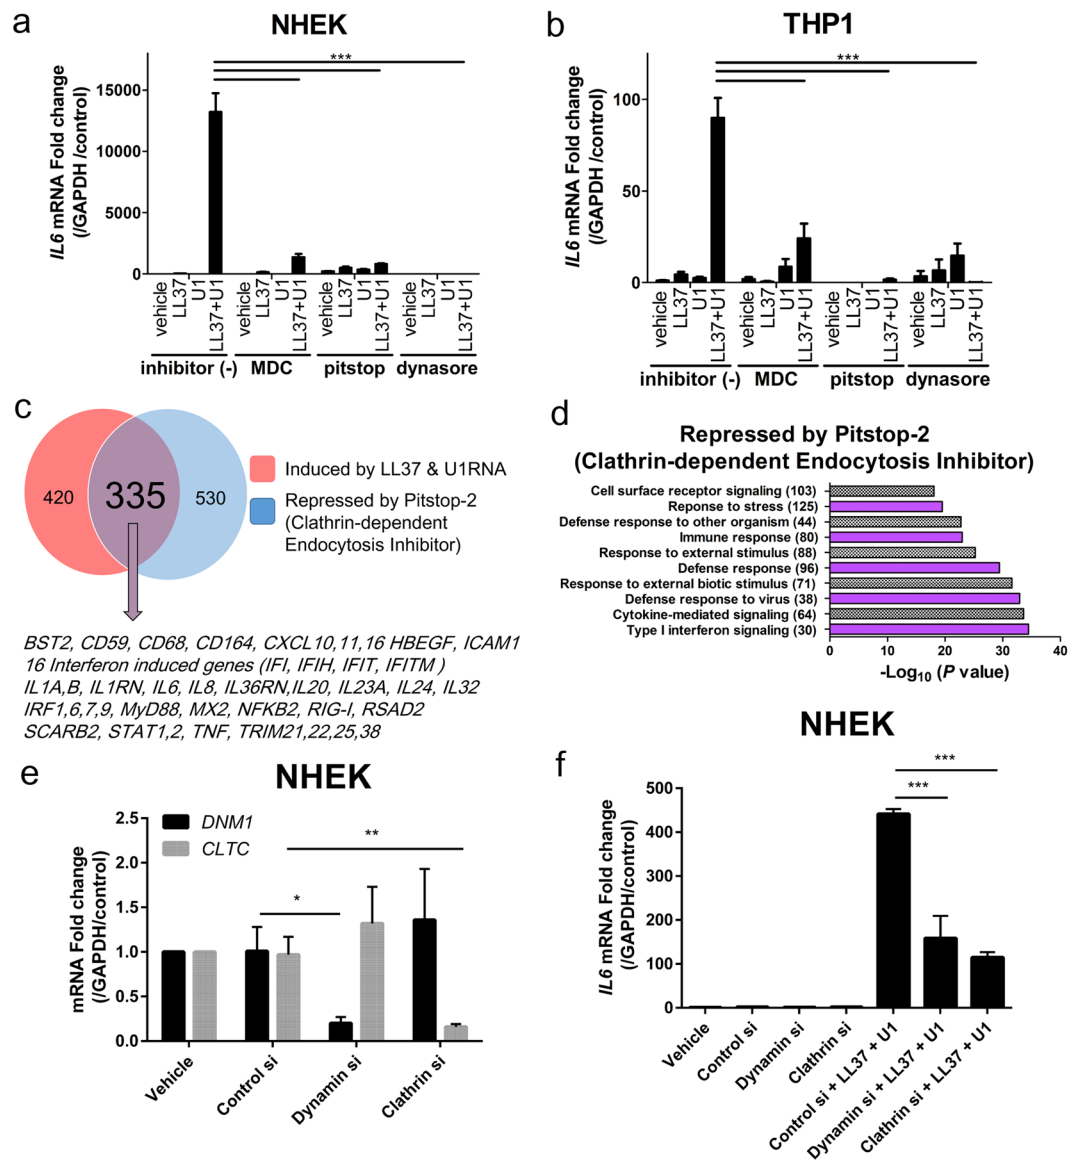 a
NHEK
IL6 mRNA Fold change
(/GAPDH /control)
15000
10000
5000
0
***
vehicle
LL37
U1
LL37+U1
vehicle
LL37
U1
LL37+U1
vehicle
LL37
U1
LL37+U1
vehicle
LL37
U1
LL37+U1
inhibitor (-)
MDC
pitstop
dynasore
b
THP1
IL6 mRNA Fold change
(/GAPDH /control)
100
50
0
***
vehicle
LL37
U1
LL37+U1
vehicle
LL37
U1
LL37+U1
vehicle
LL37
U1
LL37+U1
vehicle
LL37
U1
LL37+U1
inhibitor (-)
MDC
pitstop
dynasore
c
420
335
530
Induced by LL37 & U1RNA
Repressed by Pitstop-2
(Clathrin-dependent
Endocytosis Inhibitor)
BST2, CD59, CD68, CD164, CXCL10,11,16 HBEGF, ICAM1
16 Interferon induced genes (IFI, IFIH, IFIT, IFITM )
IL1A,B, IL1RN, IL6, IL8, IL36RN,IL20, IL23A, IL24, IL32
IRF1,6,7,9, MyD88, MX2, NFKB2, RIG-I, RSAD2
SCARB2, STAT1,2, TNF, TRIM21,22,25,38
d
Repressed by Pitstop-2
(Clathrin-dependent Endocytosis Inhibitor)
Cell surface receptor signaling (103)
Reponse to stress (125)
Defense response to other organism (44)
Immune response (80)
Response to external stimulus (88)
Defense response (96)
Response to external biotic stimulus (71)
Defense response to virus (38)
Cytokine-mediated signaling (64)
Type I interferon signaling (30)
0
10
20
30
40
-Log10 (P value)
e
NHEK
mRNA Fold change
(/GAPDH/control)
2.5
2.0
1.5
1.0
0.5
0.0
DNM1
CLTC
*
**
Vehicle
Control si
Dynamin si
Clathrin si
f
NHEK
IL6 mRNA Fold change
(/GAPDH/control)
500
400
300
200
100
0
***
***
Vehicle
Control si
Dynamin si
Clathrin si
Control si + LL37 + U1
Dynamin si + LL37 + U1
Clathrin si + LL37 + U1